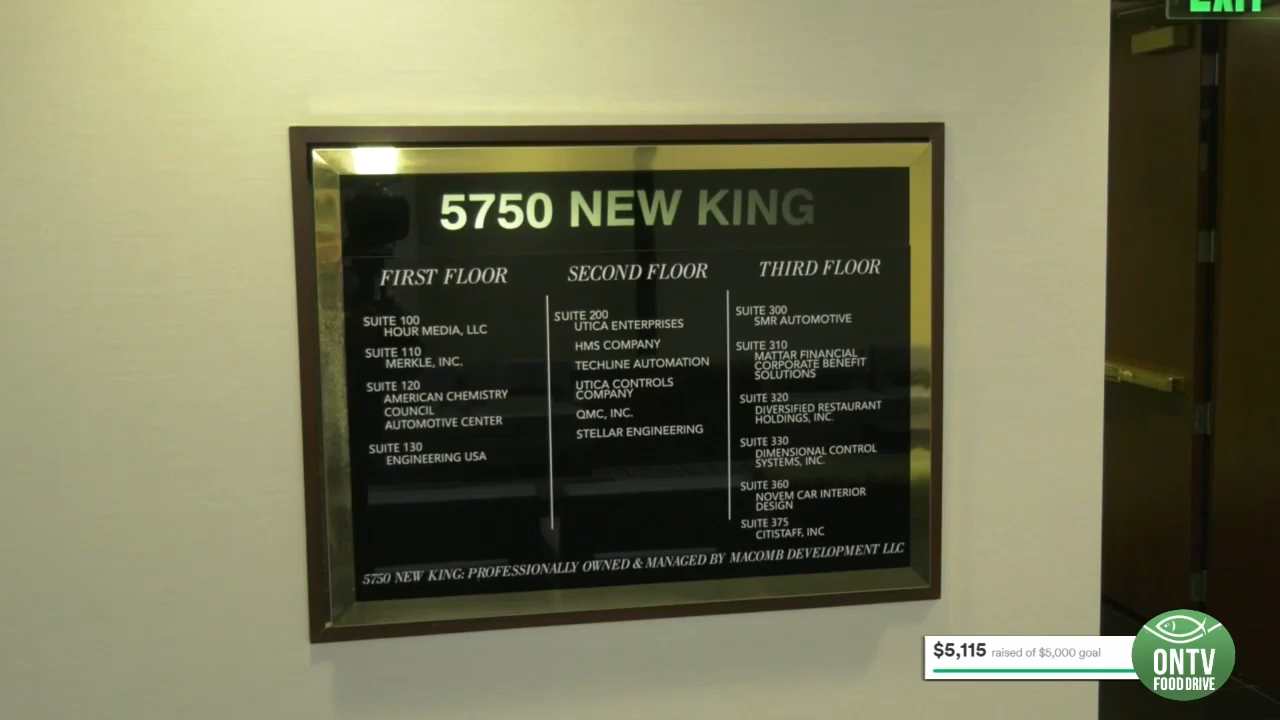 EXIT
5750 NEW KING
FIRST FLOOR
SUITE 100
HOUR MEDIA, LLC
SUITE 110
MERKLE, INC.
SUITE 120
AMERICAN CHEMISTRY
COUNCIL
AUTOMOTIVE CENTER
SUITE 130
ENGINEERING USA
SECOND FLOOR
SUITE 200
UTICA ENTERPRISES
HMS COMPANY
TECHLINE AUTOMATION
UTICA CONTROLS
COMPANY
QMC, INC.
STELLAR ENGINEERING
THIRD FLOOR
SUITE 300
SMR AUTOMOTIVE
SUITE 310
MATTAR FINANCIAL
CORPORATE BENEFIT
SOLUTIONS
SUITE 320
DIVERSIFIED RESTAURANT
HOLDINGS, INC.
SUITE 330
DIMENSIONAL CONTROL
SYSTEMS, INC.
SUITE 360
NOVEM CAR INTERIOR
DESIGN
SUITE 375
CITISTAFF, INC
5750 NEW KING: PROFESSIONALLY OWNED & MANAGED BY MACOMB DEVELOPMENT LLC
$5,115 raised of $5,000 goal
ONTV
FOOD DRIVE